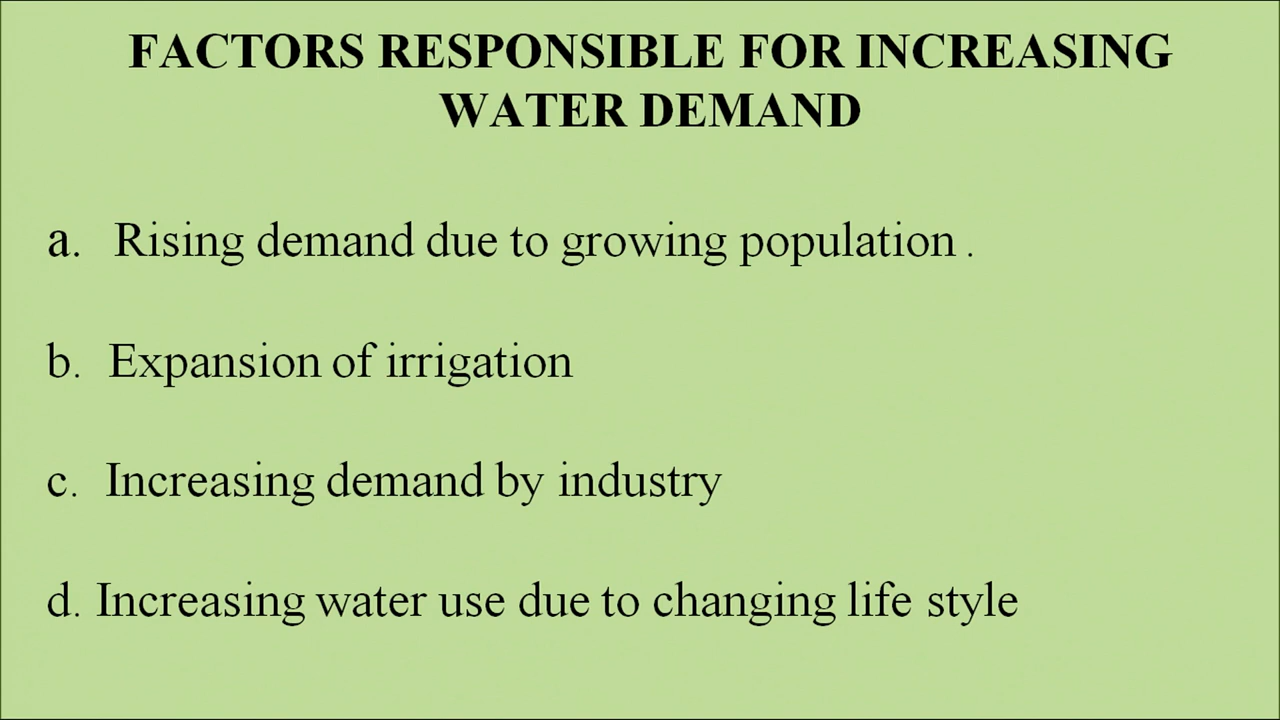 FACTORS RESPONSIBLE FOR INCREASING
WATER DEMAND
a. Rising demand due to growing population .
b. Expansion of irrigation
c. Increasing demand by industry
d. Increasing water use due to changing life style